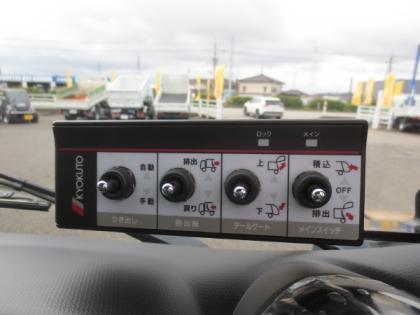 ロック
メイン
KYOKUTO
自動
手動
かき出し
排出
戻り
排出板
上
下
テールゲート
積込
OFF
排出
メインスイッチ